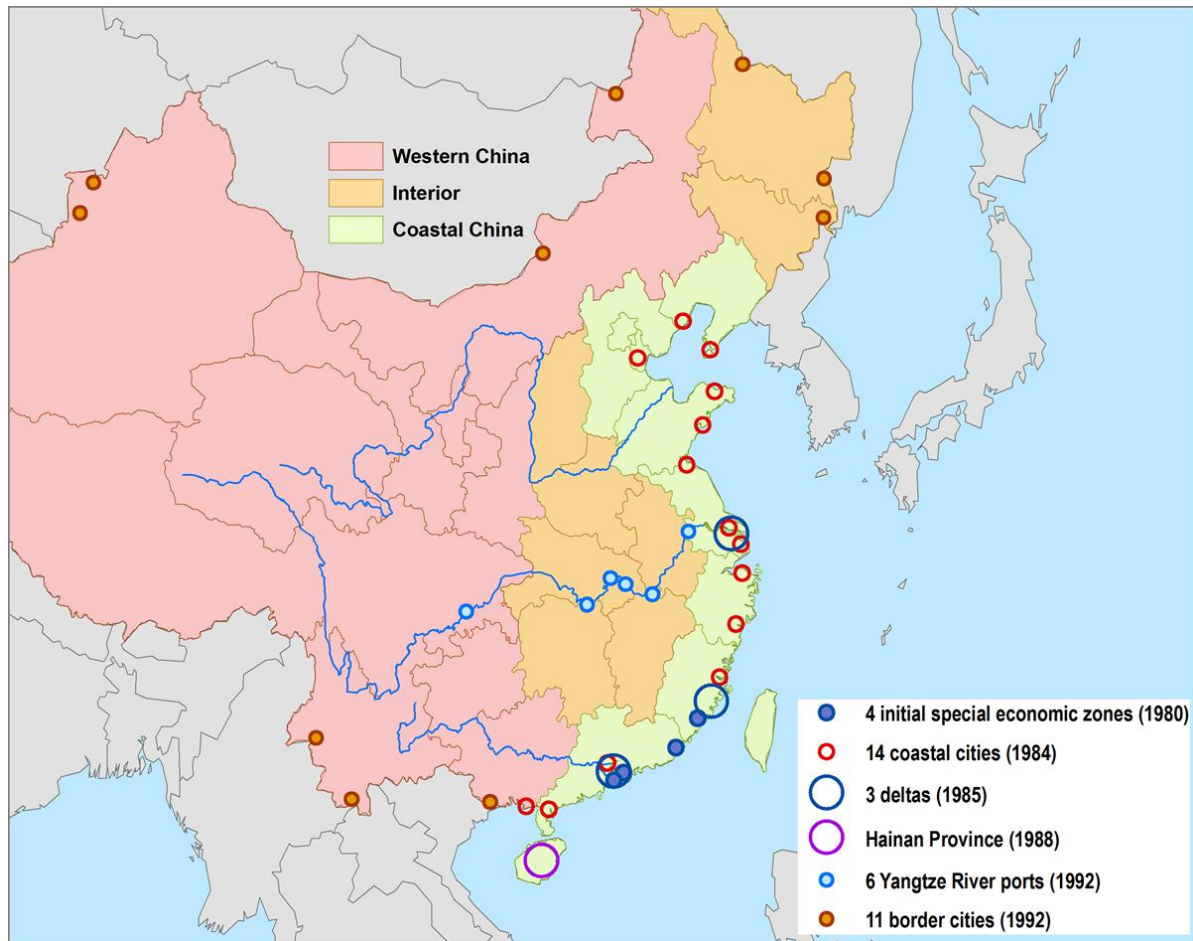 Western China
Interior
Coastal China
4 initial special economic zones (1980)
14 coastal cities (1984)
3 deltas (1985)
Hainan Province (1988)
6 Yangtze River ports (1992)
11 border cities (1992)